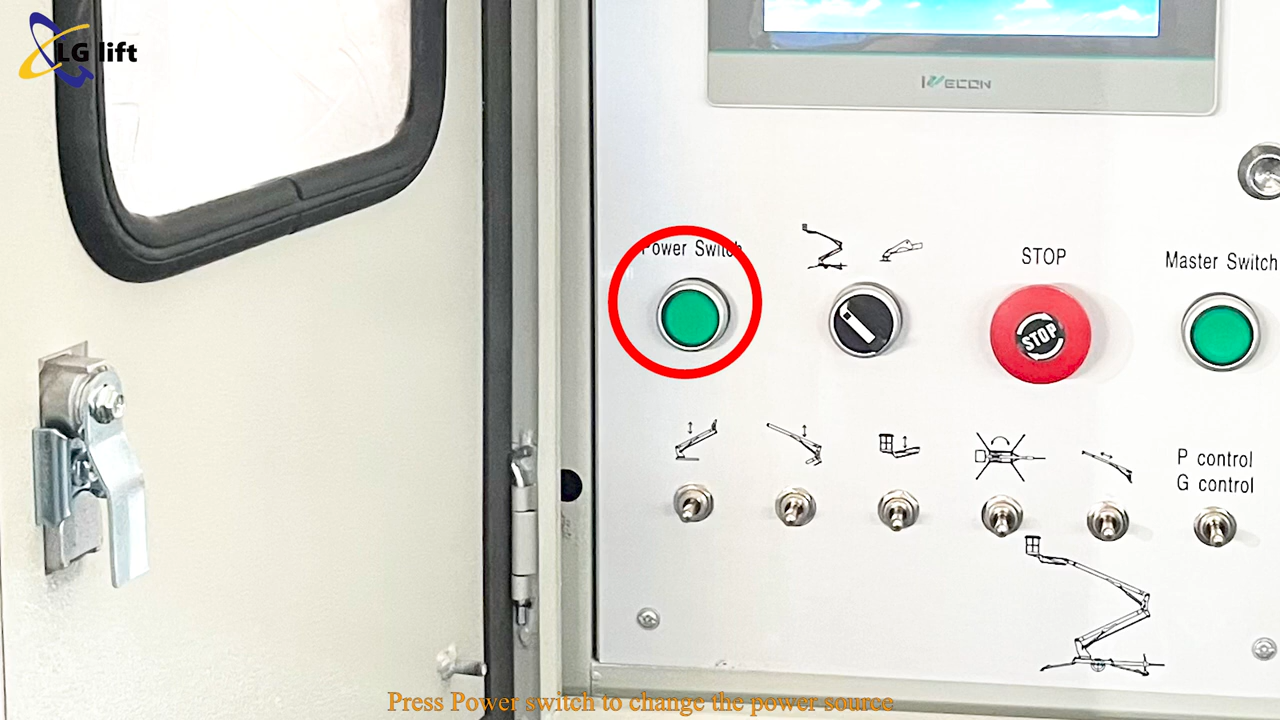 LG lift
WECON
Power Switch
STOP
Master Switch
STOP
P control
G control
Press Power switch to change the power source